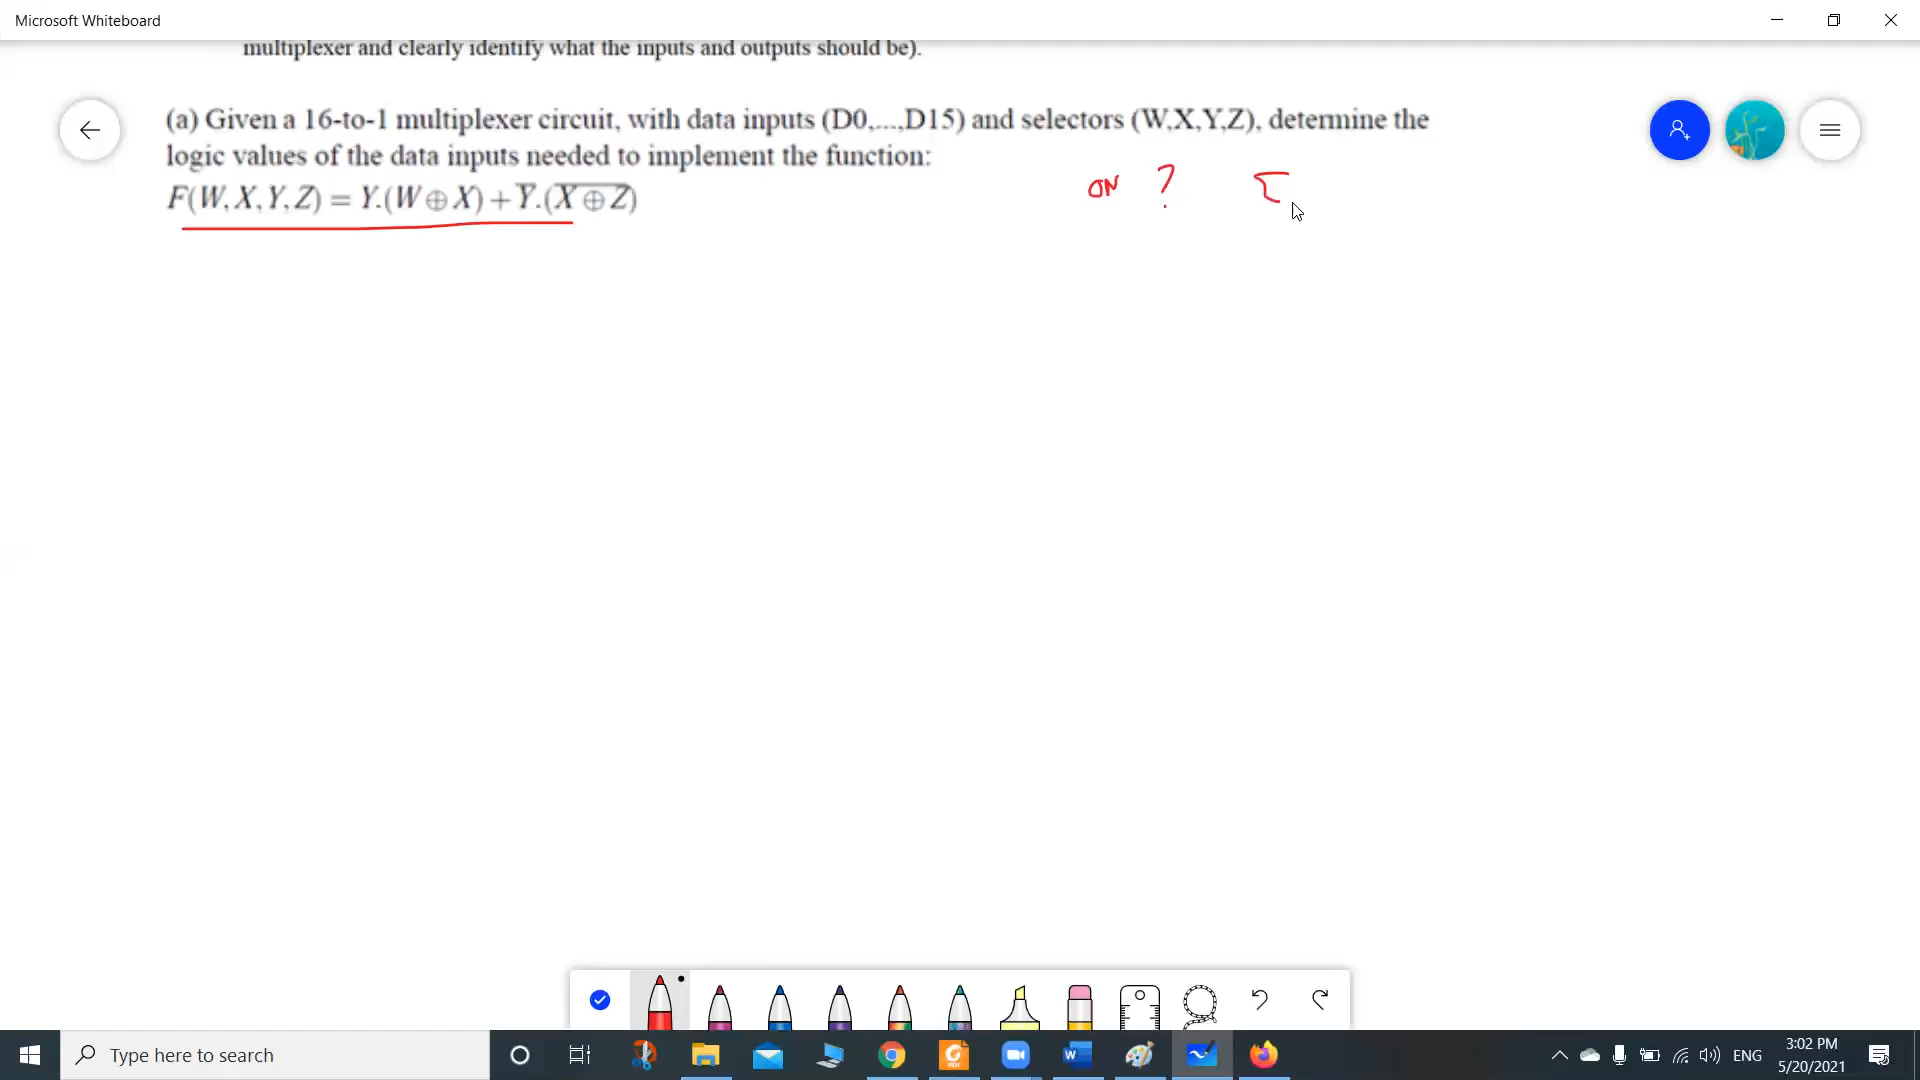 Microsoft Whiteboard
multiplexer and clearly identify what the inputs and outputs should be).
(a) Given a 16-to-1 multiplexer circuit, with data inputs (D0,...,D15) and selectors (W,X,Y,Z), determine the
logic values of the data inputs needed to implement the function:
F(W, X, Y, Z) = Y.(W ⊕ X) + Y̅.(X̅ ⊕̅ Z̅)
ON ? Σ
Type here to search
W
ENG
3:02 PM
5/20/2021